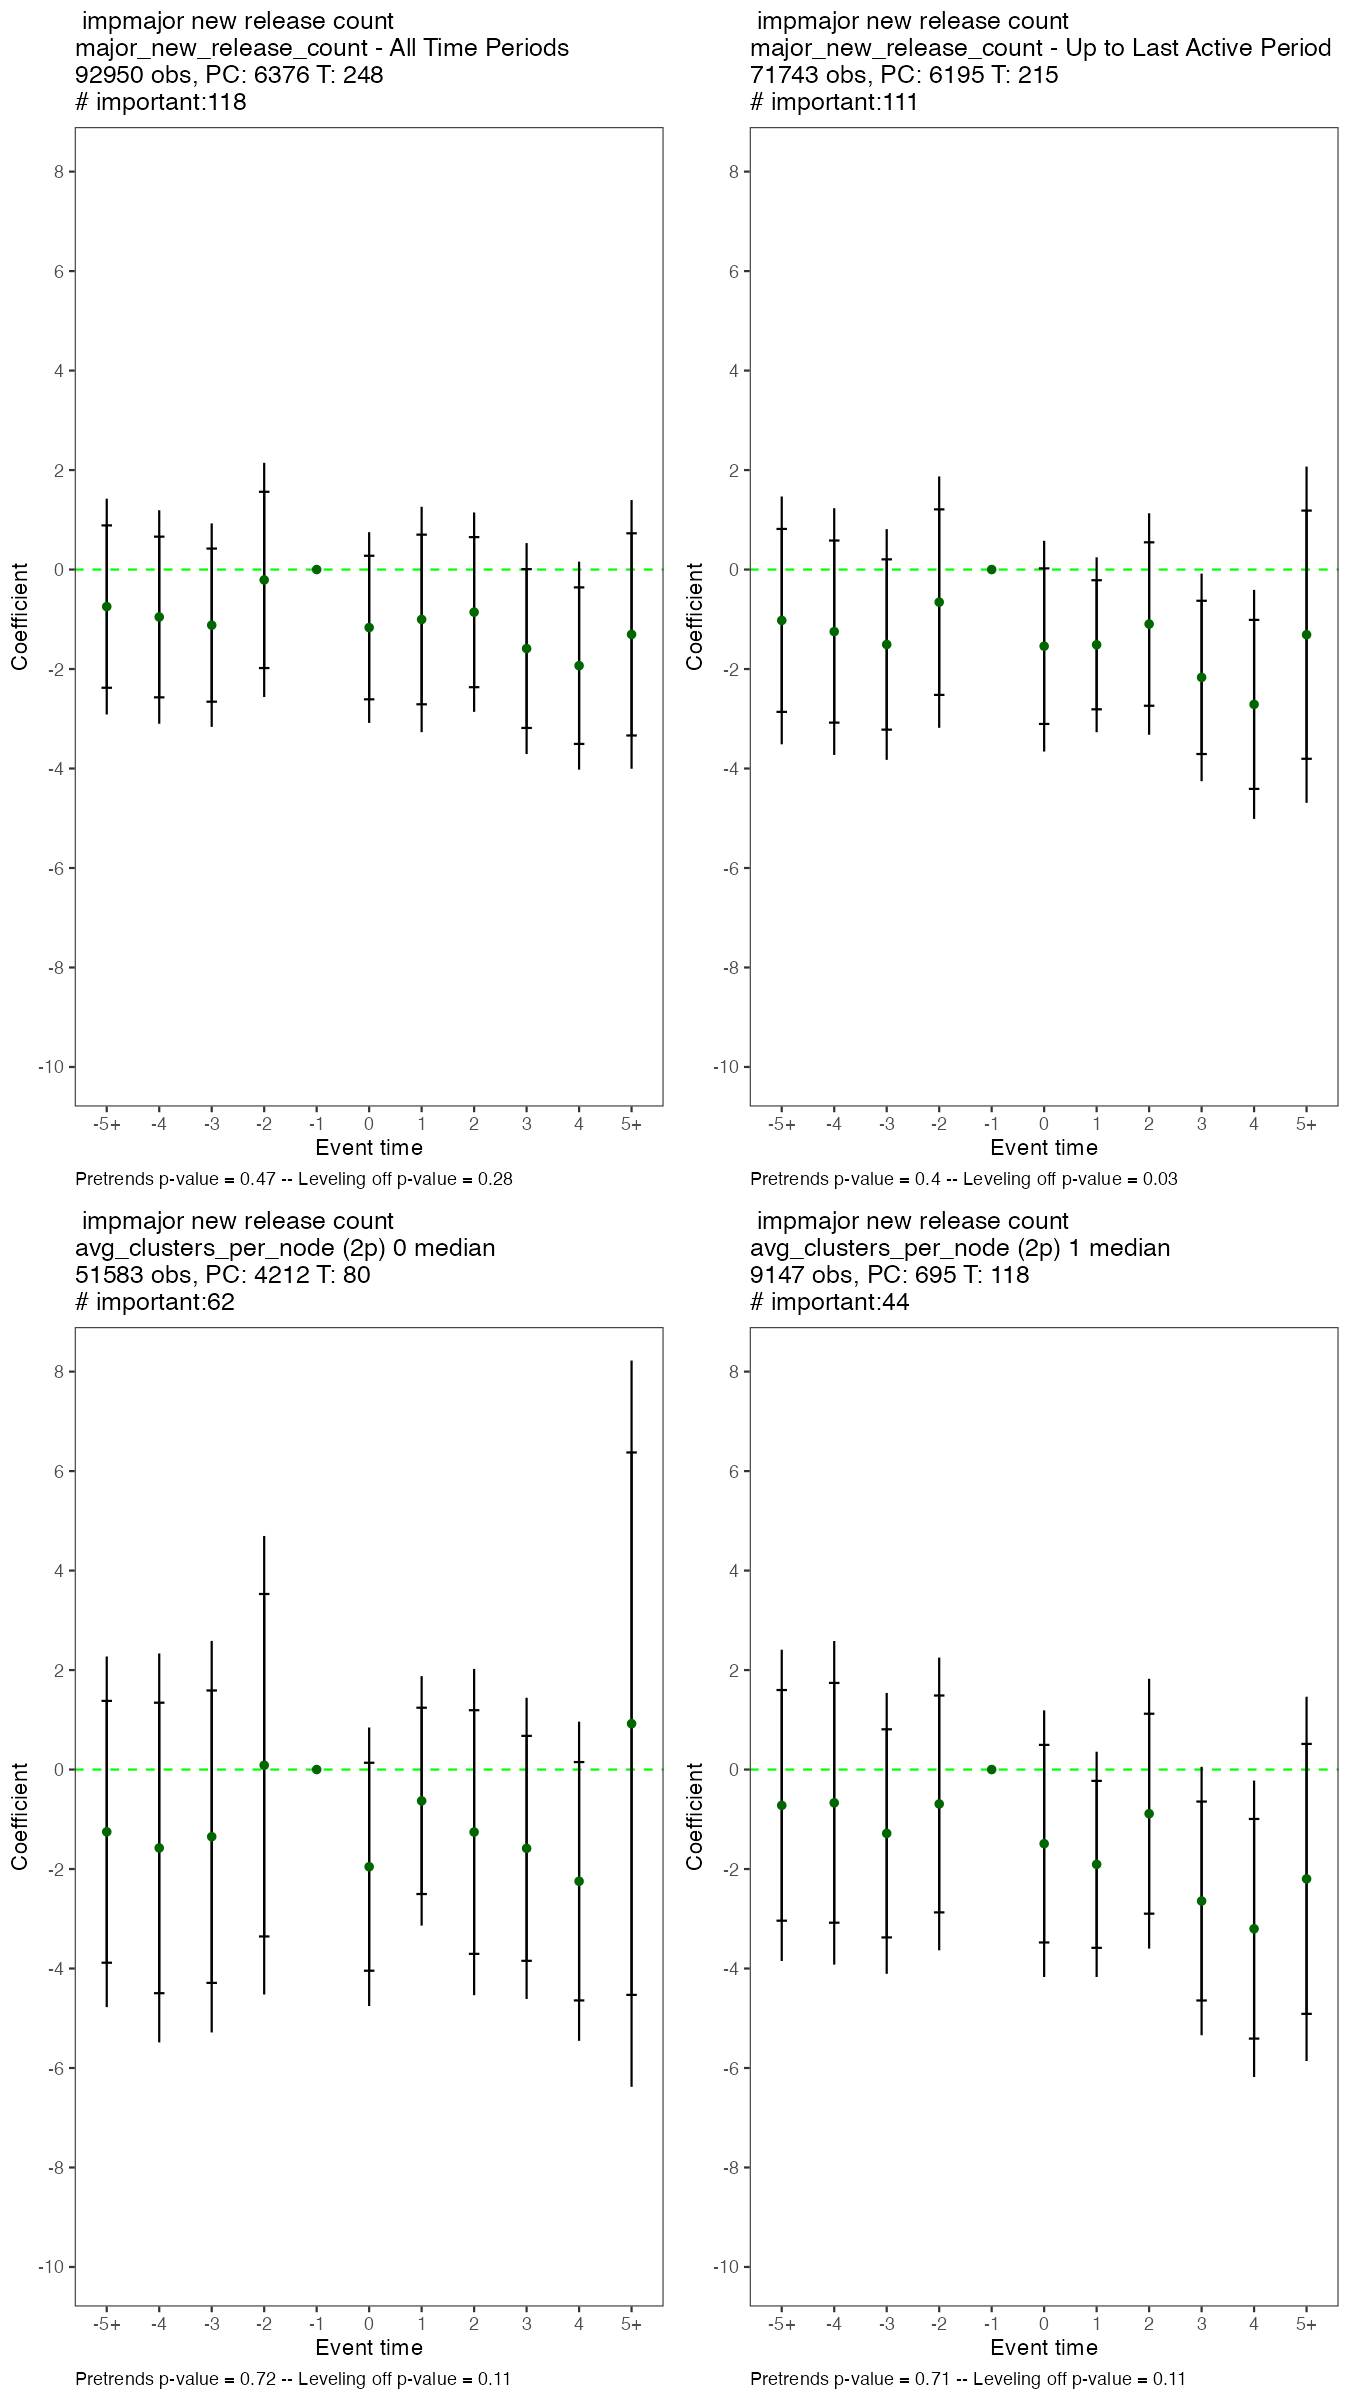 impmajor new release count
major_new_release_count - All Time Periods
92950 obs, PC: 6376 T: 248
# important:118
8
6
4
2
0
-2
-4
-6
-8
-10
Coefficient
-5+ -4 -3 -2 -1 0 1 2 3 4 5+
Event time
Pretrends p-value = 0.47 -- Leveling off p-value = 0.28
impmajor new release count
major_new_release_count - Up to Last Active Period
71743 obs, PC: 6195 T: 215
# important:111
8
6
4
2
0
-2
-4
-6
-8
-10
Coefficient
-5+ -4 -3 -2 -1 0 1 2 3 4 5+
Event time
Pretrends p-value = 0.4 -- Leveling off p-value = 0.03
impmajor new release count
avg_clusters_per_node (2p) 0 median
51583 obs, PC: 4212 T: 80
# important:62
8
6
4
2
0
-2
-4
-6
-8
-10
Coefficient
-5+ -4 -3 -2 -1 0 1 2 3 4 5+
Event time
Pretrends p-value = 0.72 -- Leveling off p-value = 0.11
impmajor new release count
avg_clusters_per_node (2p) 1 median
9147 obs, PC: 695 T: 118
# important:44
8
6
4
2
0
-2
-4
-6
-8
-10
Coefficient
-5+ -4 -3 -2 -1 0 1 2 3 4 5+
Event time
Pretrends p-value = 0.71 -- Leveling off p-value = 0.11